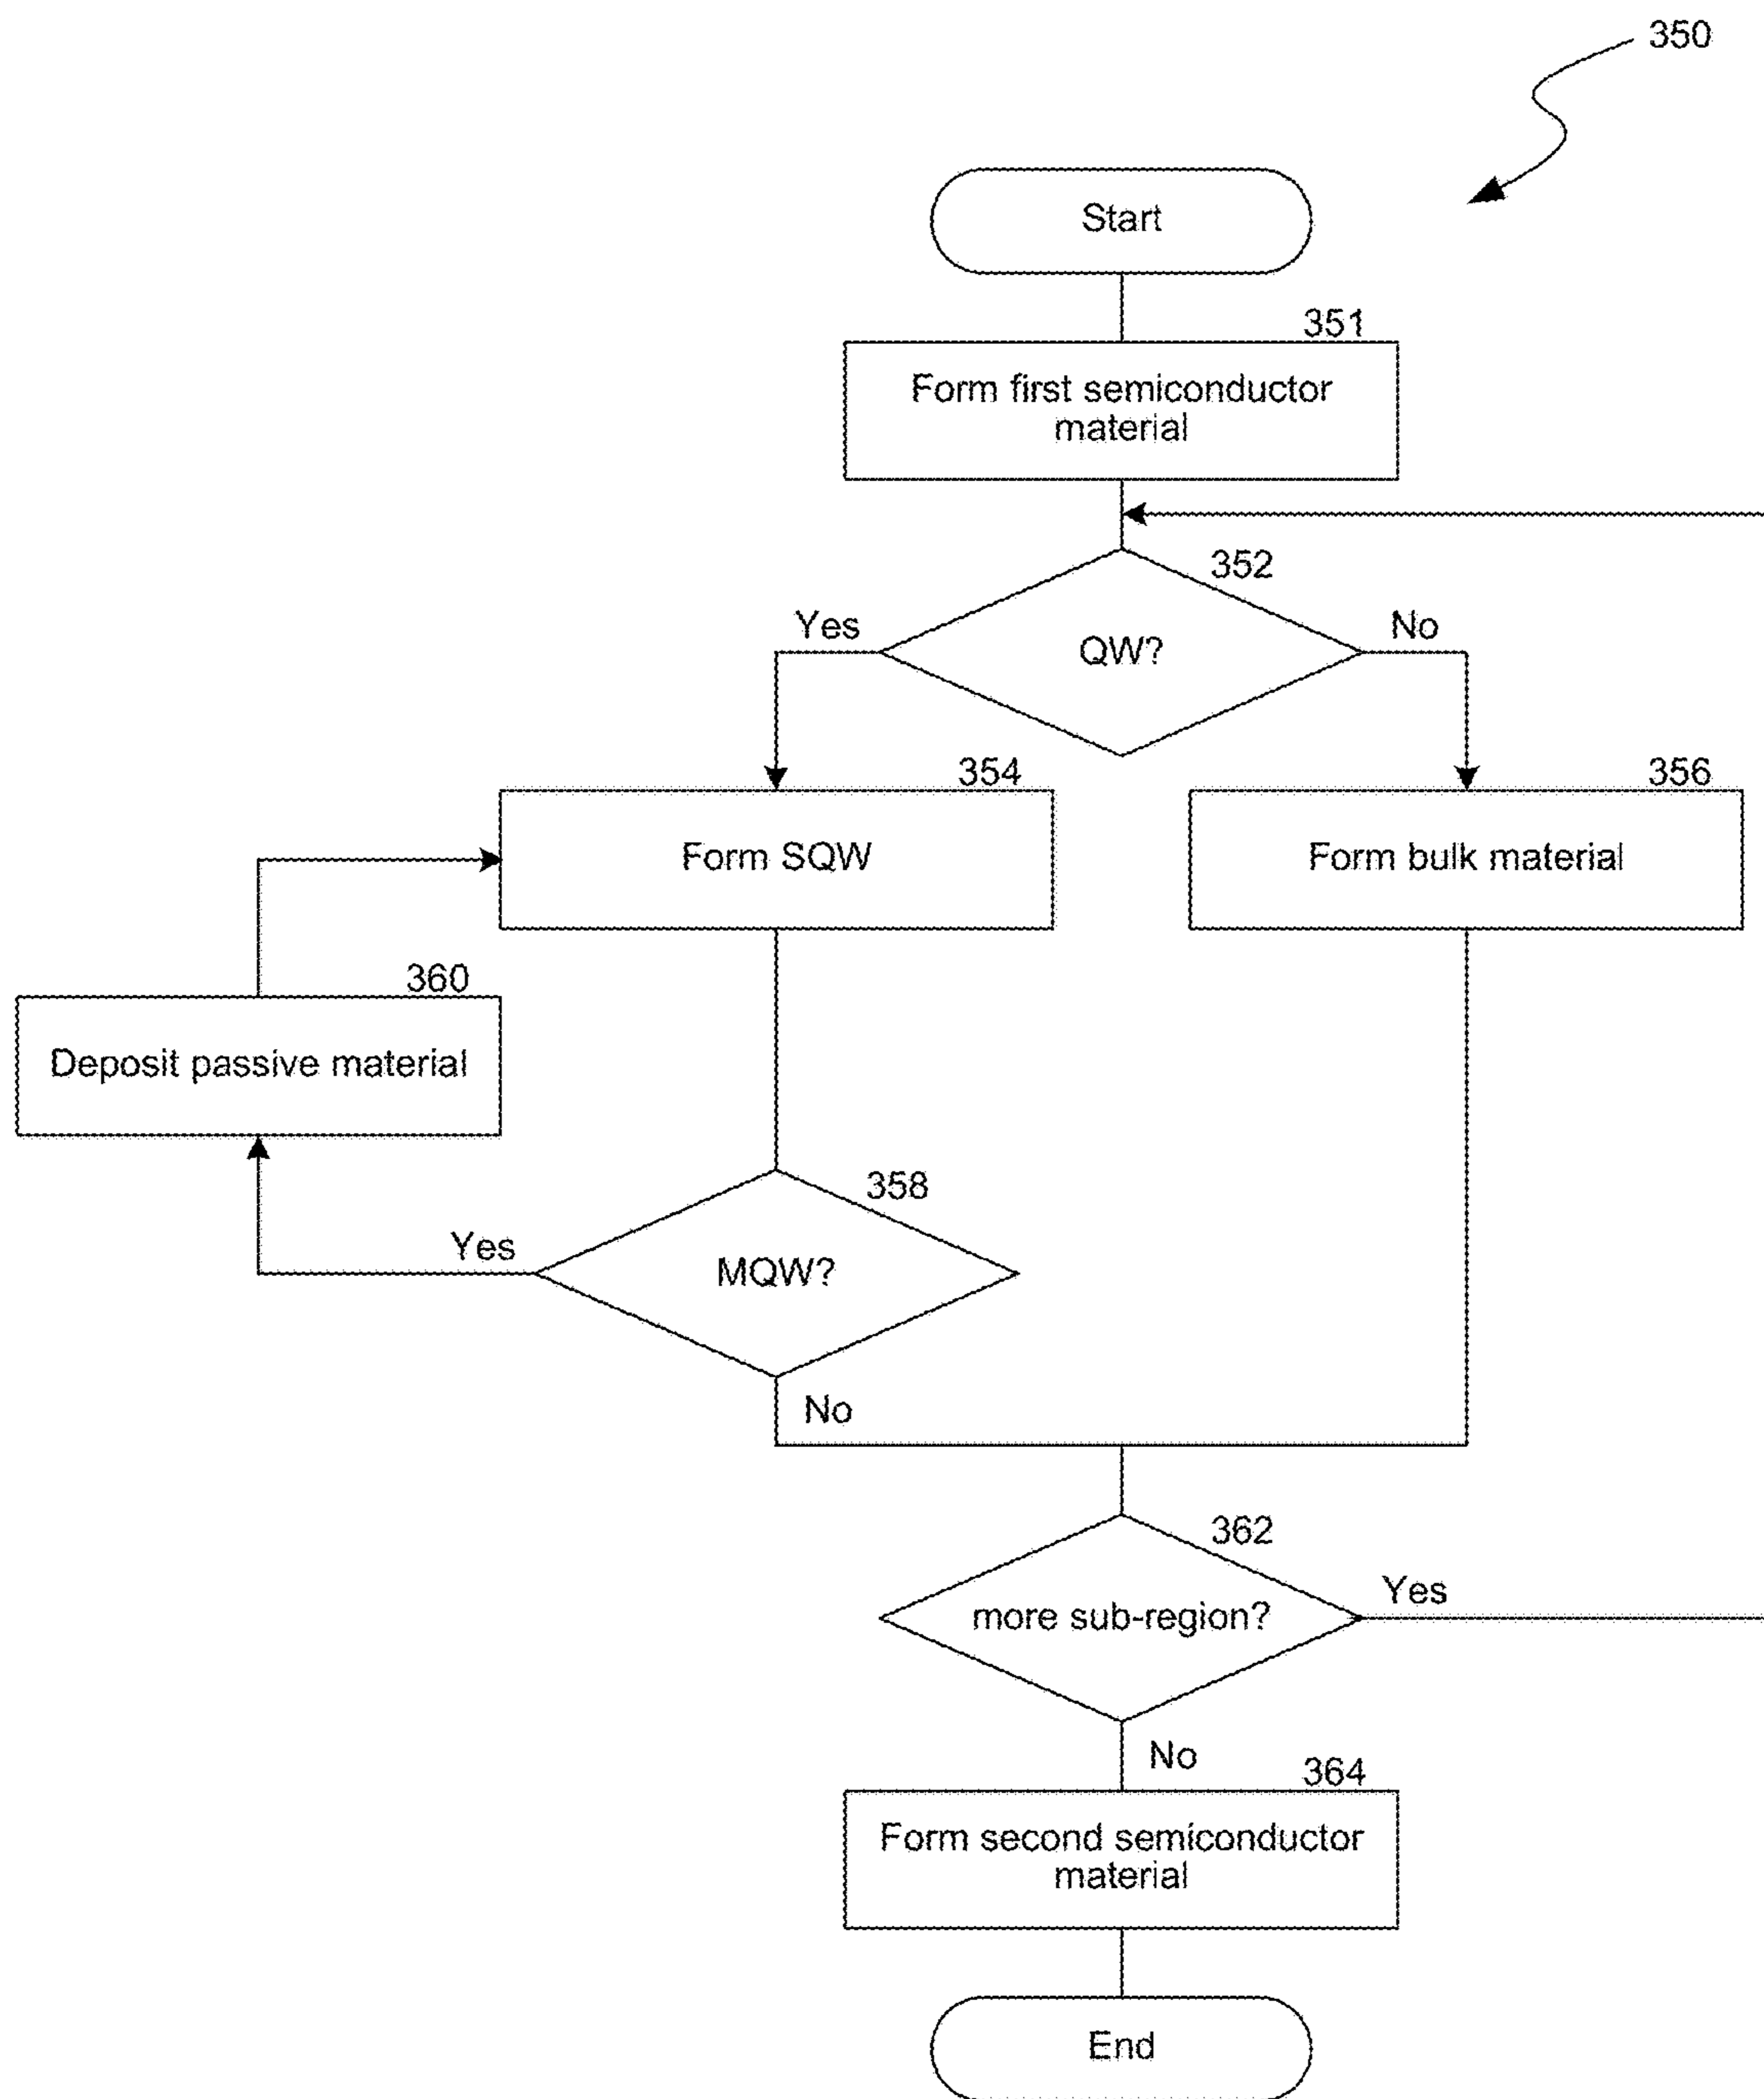 350
Start
351
Form first semiconductor
material
352
Yes
No
QW?
354
356
Form SQW
Form bulk material
360
Deposit passive material
358
Yes
MQW?
No
362
Yes
more sub-region?
No
364
Form second semiconductor
material
End